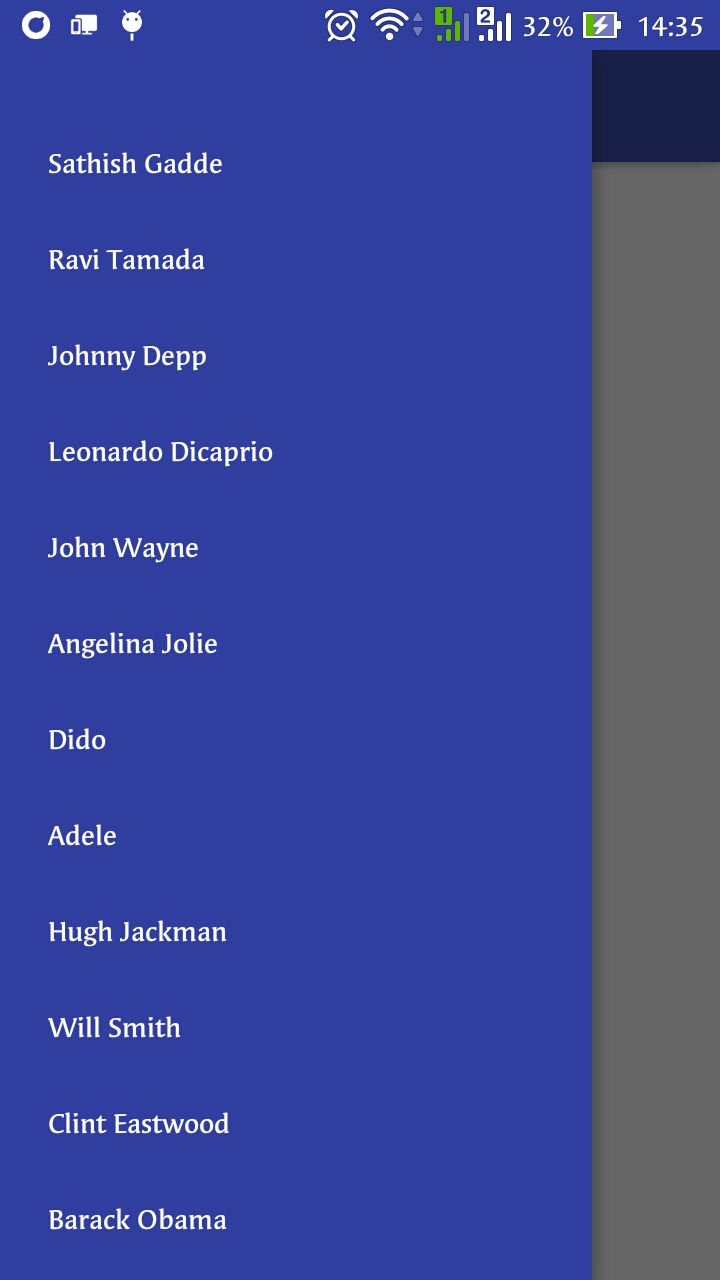 1 2 32% 14:35
Sathish Gadde
Ravi Tamada
Johnny Depp
Leonardo Dicaprio
John Wayne
Angelina Jolie
Dido
Adele
Hugh Jackman
Will Smith
Clint Eastwood
Barack Obama